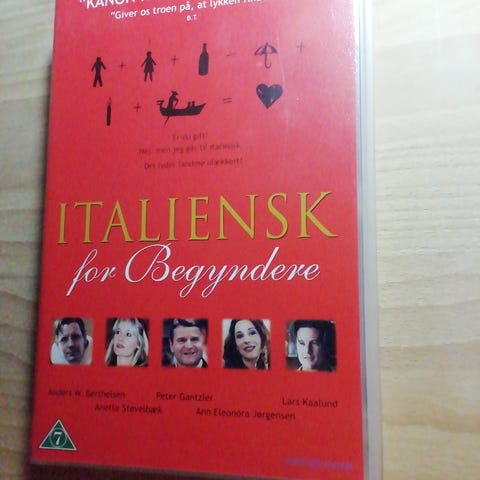 "KANON
"Giver os troen på, at lykken
B.T.
Er du gift?
Nej, men jeg går til italiensk.
Det lyder fandme ulækkert!
ITALIENSK
for Begyndere
Anders W. Berthelsen Peter Gantzler Lars Kaalund
Anette Støvelbæk Ann Eleonora Jørgensen
7